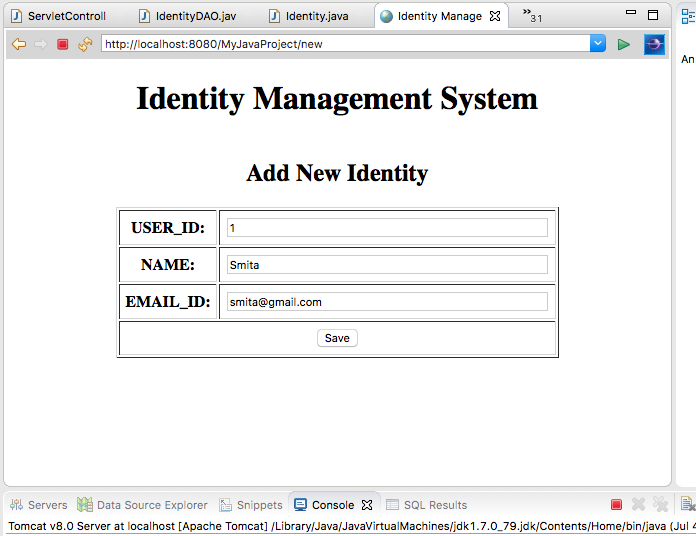 ServletControll IdentityDAO.jav Identity.java Identity Manage »31
http://localhost:8080/MyJavaProject/new
An
Identity Management System
Add New Identity
USER_ID: 1
NAME: Smita
EMAIL_ID: smita@gmail.com
Save
Servers Data Source Explorer Snippets Console SQL Results
Tomcat v8.0 Server at localhost [Apache Tomcat] /Library/Java/JavaVirtualMachines/jdk1.7.0_79.jdk/Contents/Home/bin/java (Jul 4